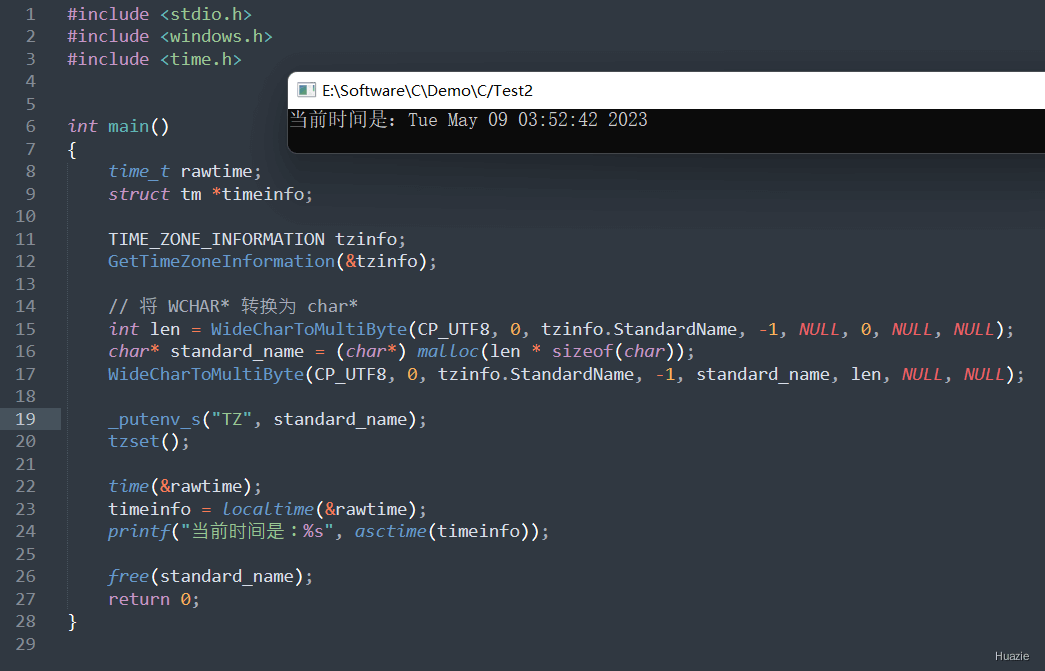 1 #include <stdio.h>
2 #include <windows.h>
3 #include <time.h>
4
5
6 int main()
7 {
8     time_t rawtime;
9     struct tm *timeinfo;
10
11     TIME_ZONE_INFORMATION tzinfo;
12     GetTimeZoneInformation(&tzinfo);
13
14     // 将 WCHAR* 转换为 char*
15     int len = WideCharToMultiByte(CP_UTF8, 0, tzinfo.StandardName, -1, NULL, 0, NULL, NULL);
16     char* standard_name = (char*) malloc(len * sizeof(char));
17     WideCharToMultiByte(CP_UTF8, 0, tzinfo.StandardName, -1, standard_name, len, NULL, NULL);
18
19     _putenv_s("TZ", standard_name);
20     tzset();
21
22     time(&rawtime);
23     timeinfo = localtime(&rawtime);
24     printf("当前时间是：%s", asctime(timeinfo));
25
26     free(standard_name);
27     return 0;
28 }
29
E:\Software\C\Demo\C/Test2
当前时间是：Tue May 09 03:52:42 2023
Huazie